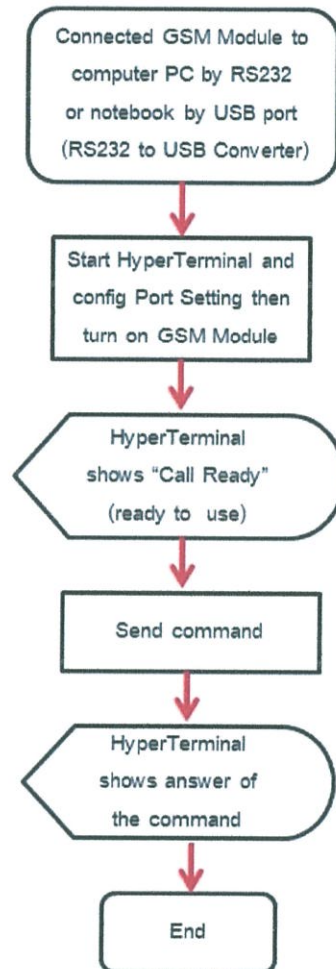 Connected GSM Module to
computer PC by RS232
or notebook by USB port
(RS232 to USB Converter)
Start HyperTerminal and
config Port Setting then
turn on GSM Module
HyperTerminal
shows “Call Ready”
(ready to use)
Send command
HyperTerminal
shows answer of
the command
End